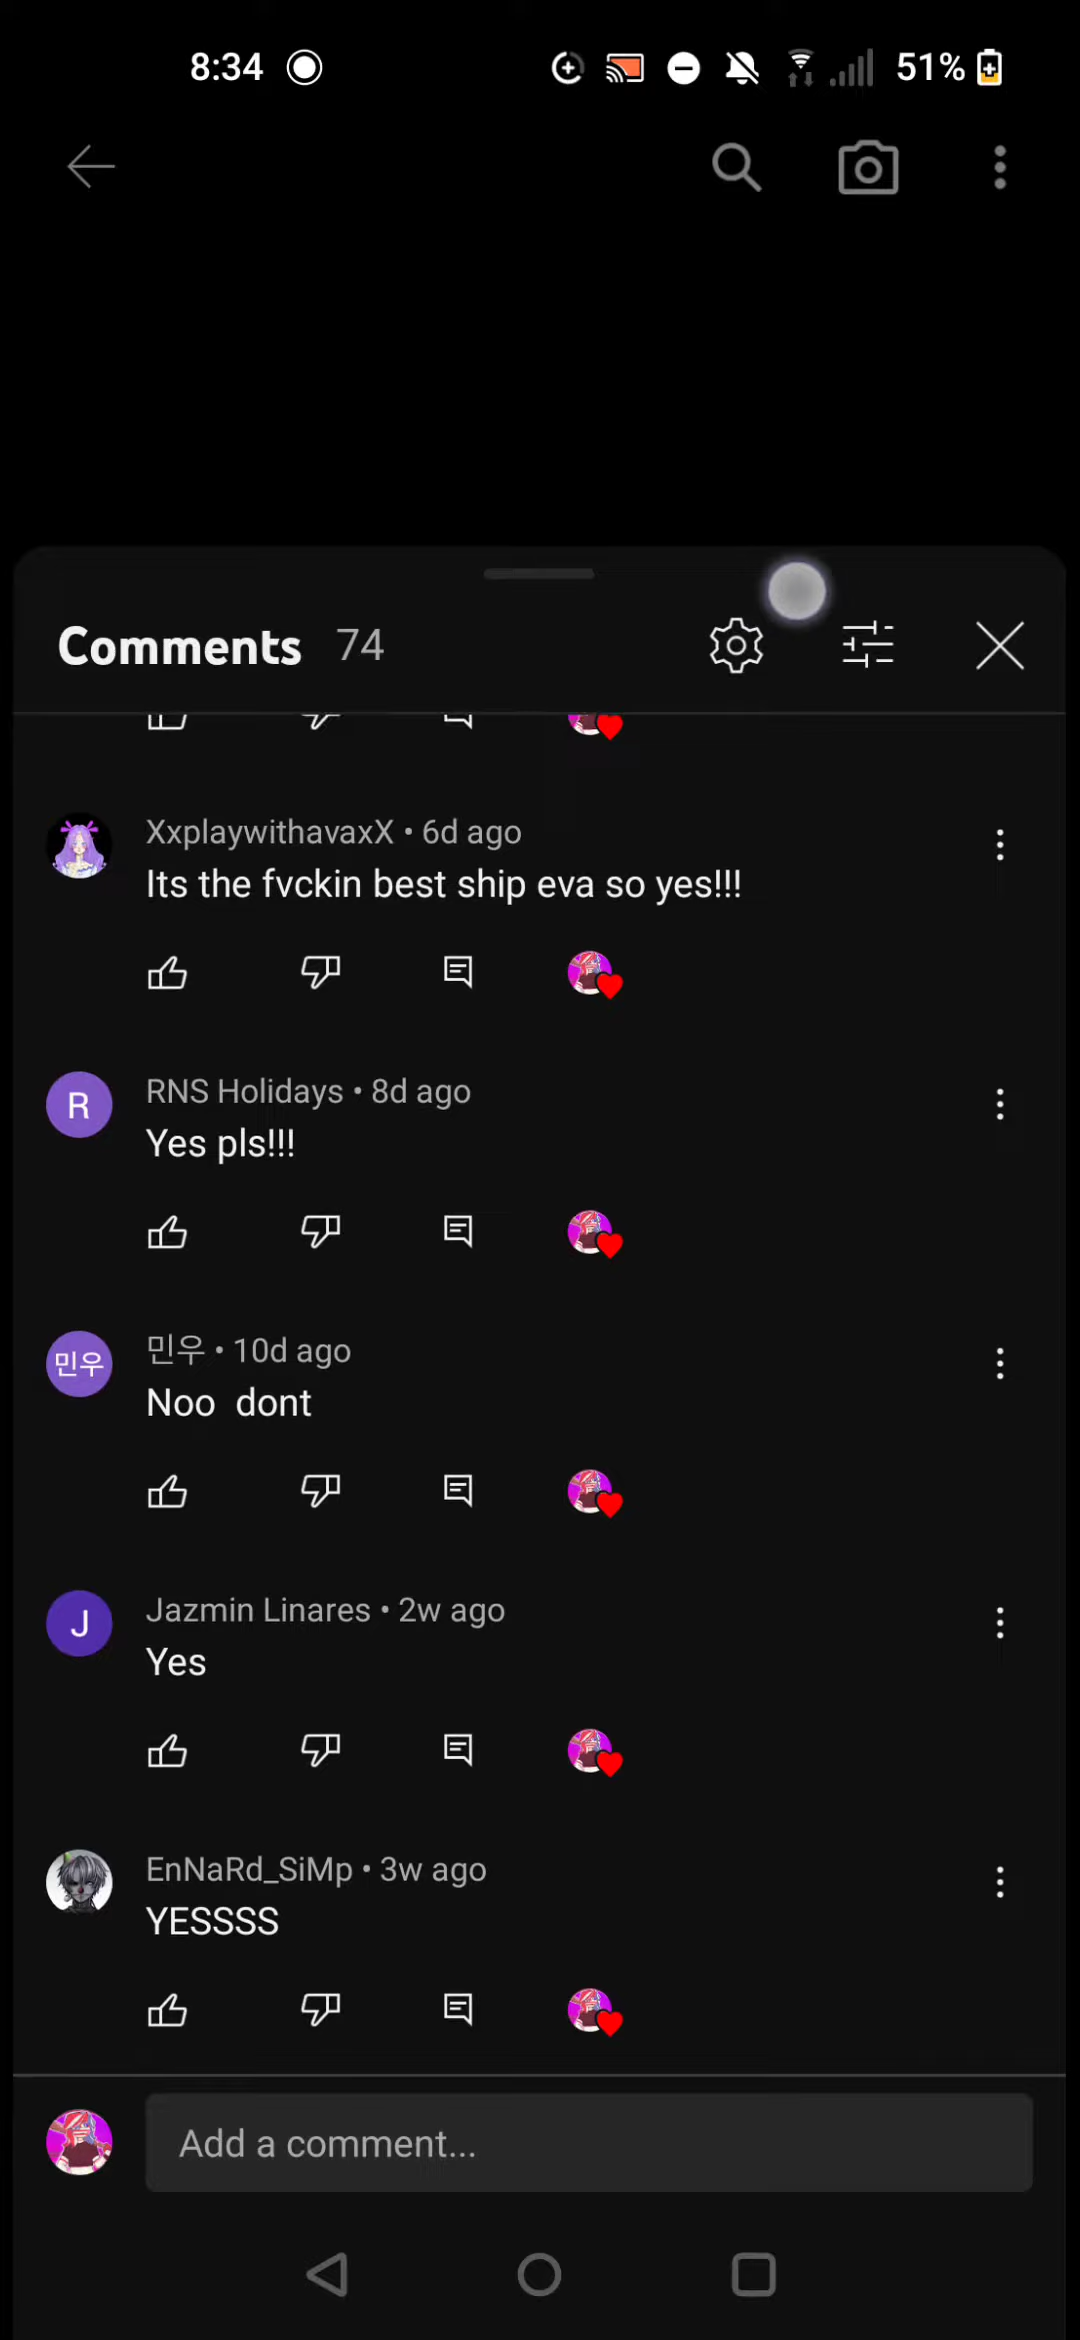 8:34
51%
Comments 74
XxplaywithavaxX • 6d ago
Its the fvckin best ship eva so yes!!!
R
RNS Holidays • 8d ago
Yes pls!!!
민우
민우 • 10d ago
Noo  dont
J
Jazmin Linares • 2w ago
Yes
EnNaRd_SiMp • 3w ago
YESSSS
Add a comment...